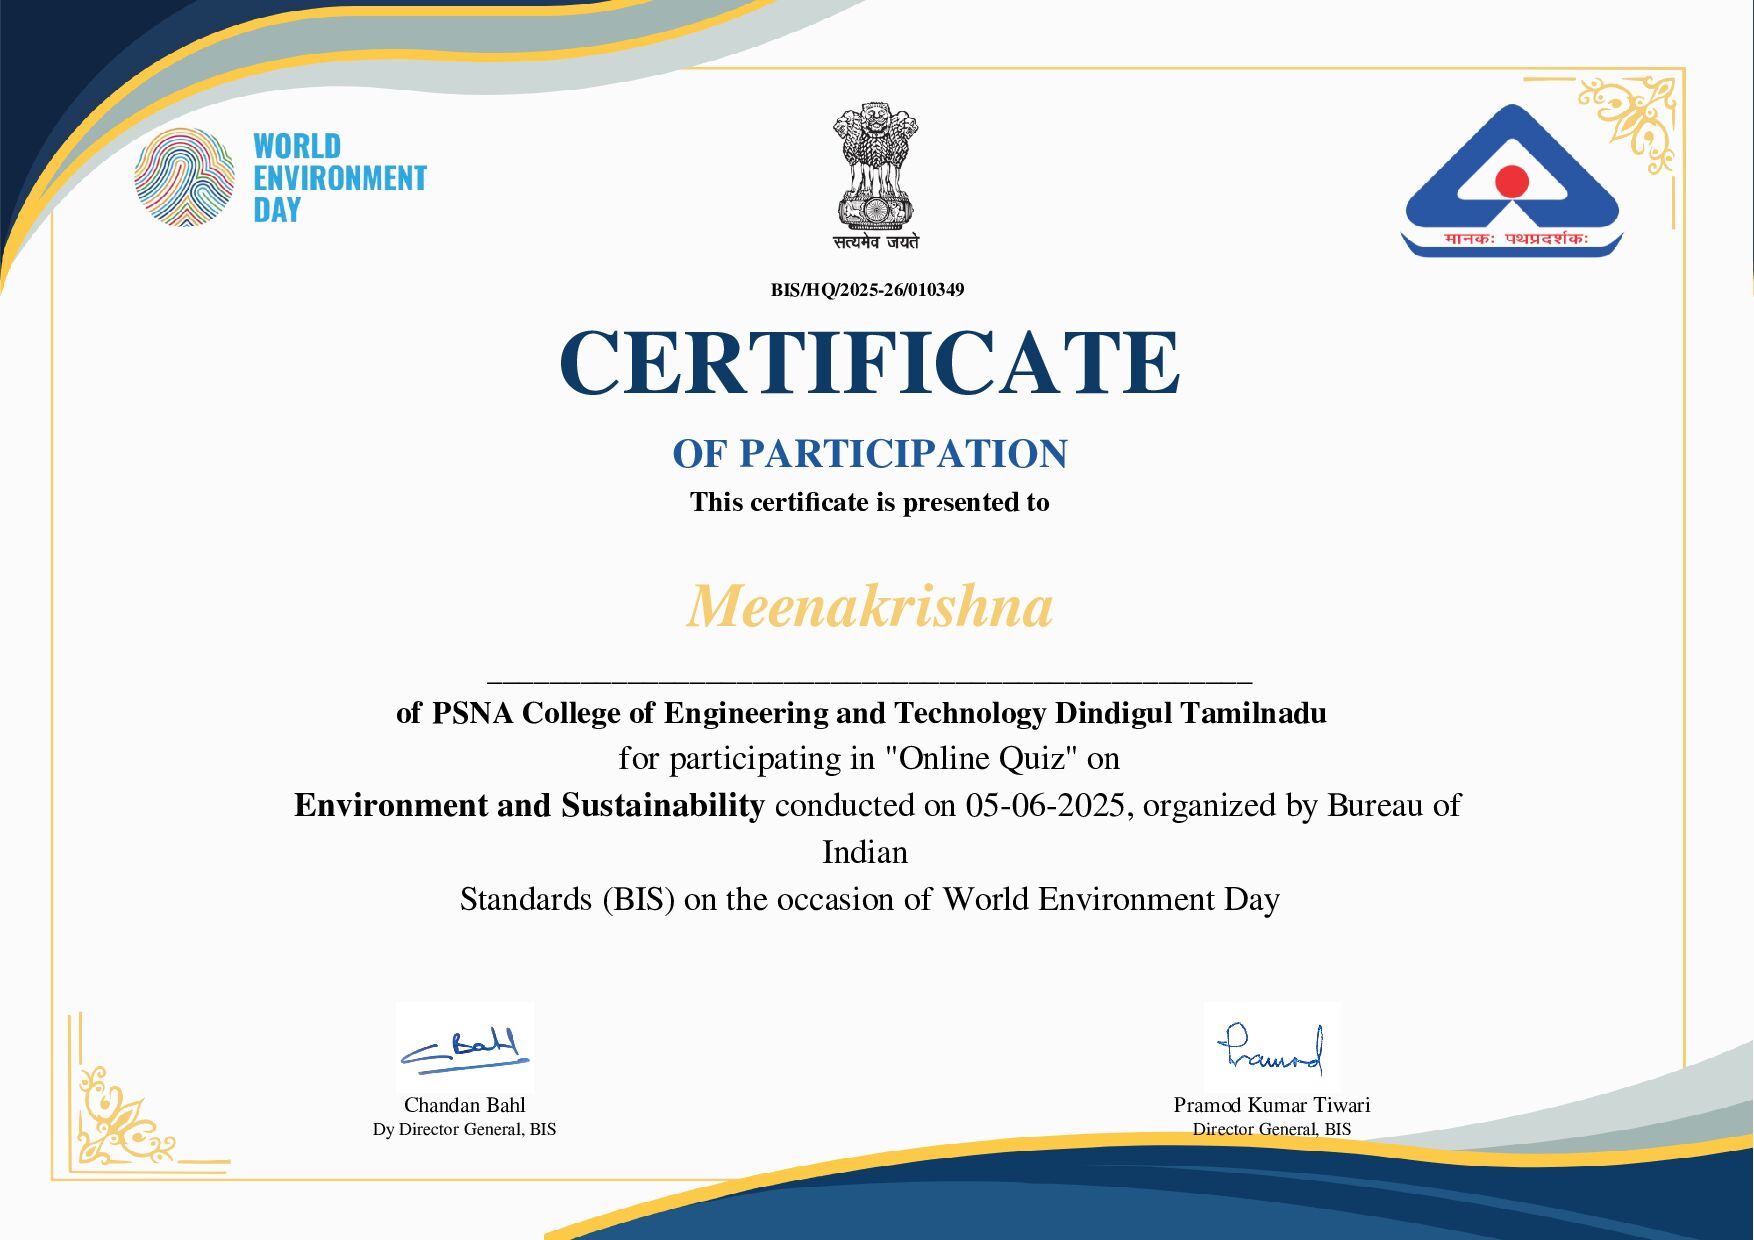 WORLD
ENVIRONMENT
DAY
सत्यमेव जयते
मानकः पथप्रदर्शकः
BIS/HQ/2025-26/010349
CERTIFICATE
OF PARTICIPATION
This certificate is presented to
Meenakrishna
of PSNA College of Engineering and Technology Dindigul Tamilnadu
for participating in "Online Quiz" on
Environment and Sustainability conducted on 05-06-2025, organized by Bureau of
Indian
Standards (BIS) on the occasion of World Environment Day
C Bahl
Pramod
Chandan Bahl
Pramod Kumar Tiwari
Dy Director General, BIS
Director General, BIS